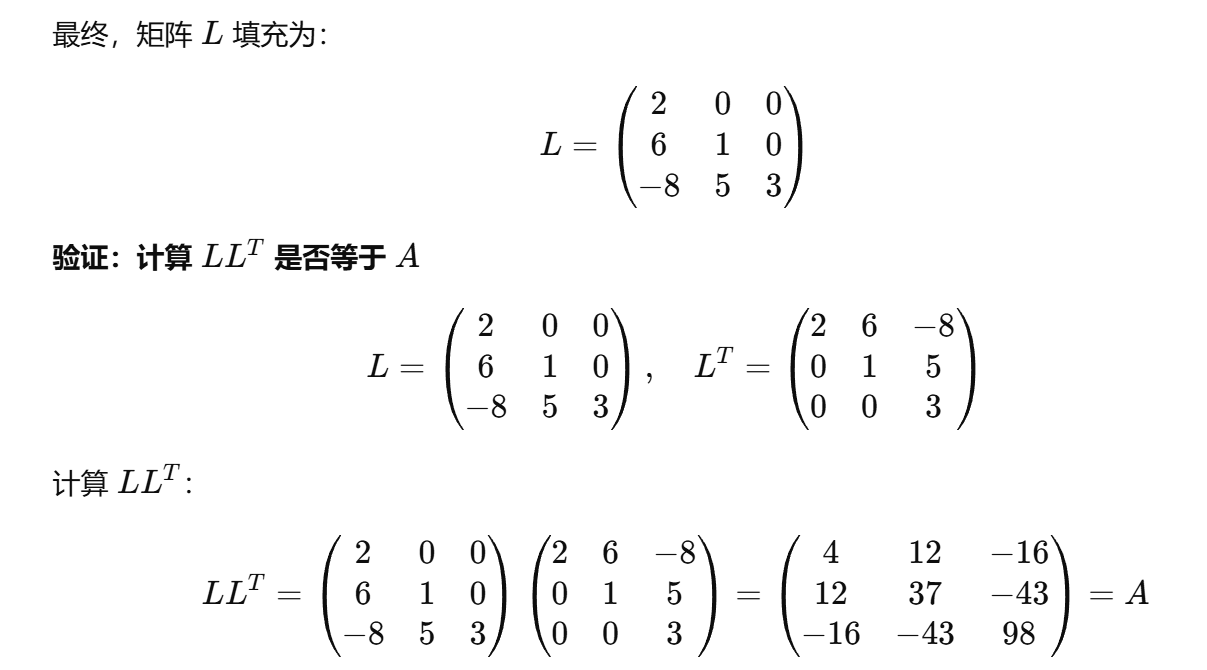 最终，矩阵 L 填充为：
L = \begin{pmatrix} 2 & 0 & 0 \\ 6 & 1 & 0 \\ -8 & 5 & 3 \end{pmatrix}
验证：计算 LL^T 是否等于 A
L = \begin{pmatrix} 2 & 0 & 0 \\ 6 & 1 & 0 \\ -8 & 5 & 3 \end{pmatrix}, \quad L^T = \begin{pmatrix} 2 & 6 & -8 \\ 0 & 1 & 5 \\ 0 & 0 & 3 \end{pmatrix}
计算 LL^T：
LL^T = \begin{pmatrix} 2 & 0 & 0 \\ 6 & 1 & 0 \\ -8 & 5 & 3 \end{pmatrix} \begin{pmatrix} 2 & 6 & -8 \\ 0 & 1 & 5 \\ 0 & 0 & 3 \end{pmatrix} = \begin{pmatrix} 4 & 12 & -16 \\ 12 & 37 & -43 \\ -16 & -43 & 98 \end{pmatrix} = A